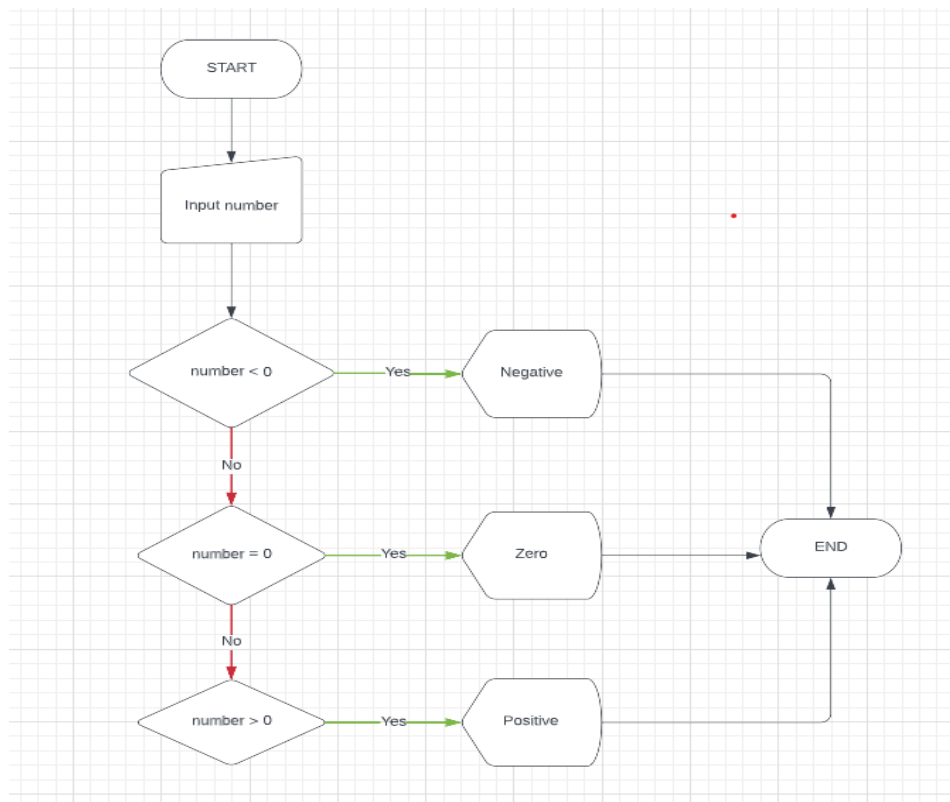 START
Input number
number < 0
Yes
Negative
No
number = 0
Yes
Zero
END
No
number > 0
Yes
Positive